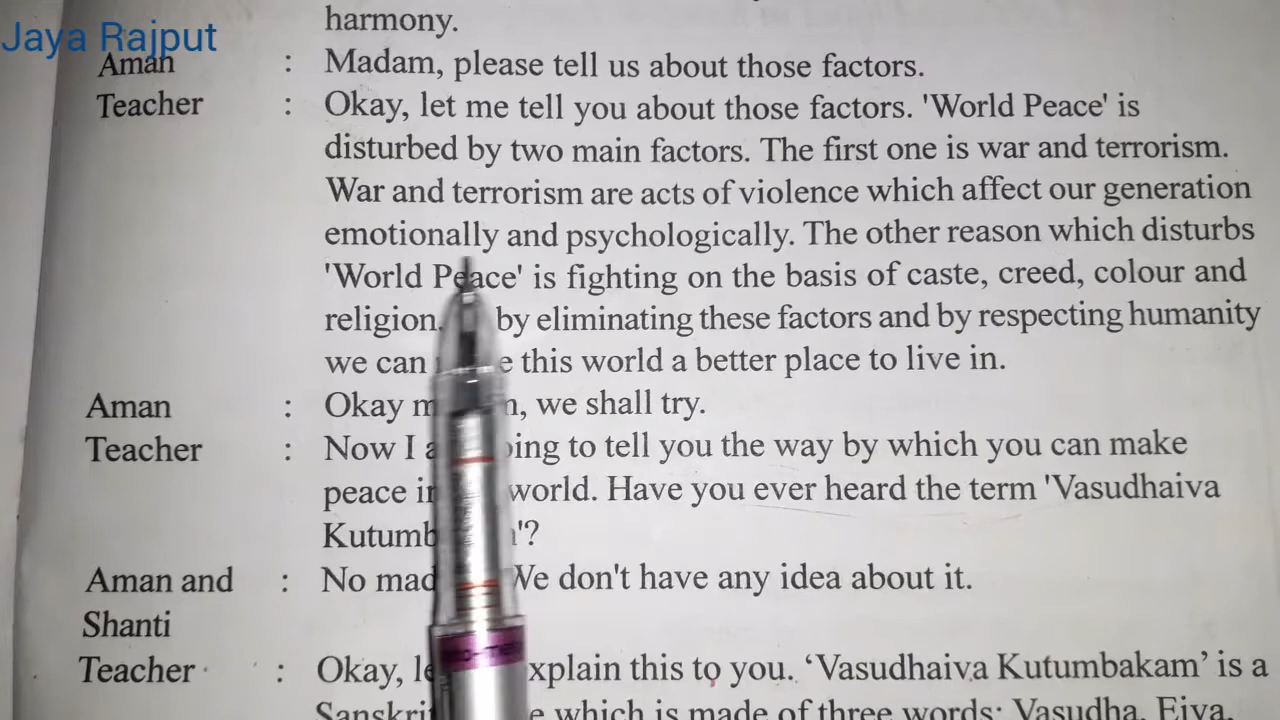 harmony.
Jaya Rajput
Aman : Madam, please tell us about those factors.
Teacher : Okay, let me tell you about those factors. 'World Peace' is
disturbed by two main factors. The first one is war and terrorism.
War and terrorism are acts of violence which affect our generation
emotionally and psychologically. The other reason which disturbs
'World Peace' is fighting on the basis of caste, creed, colour and
religion. by eliminating these factors and by respecting humanity
we can this world a better place to live in.
Aman : Okay we shall try.
Teacher : Now I to tell you the way by which you can make
peace world. Have you ever heard the term 'Vasudhaiva
Aman and : No We don't have any idea about it.
Shanti
Teacher : Okay, this to you. ‘Vasudhaiva Kutumbakam’ is a
which is made of three words: Vasudha, Eiva,